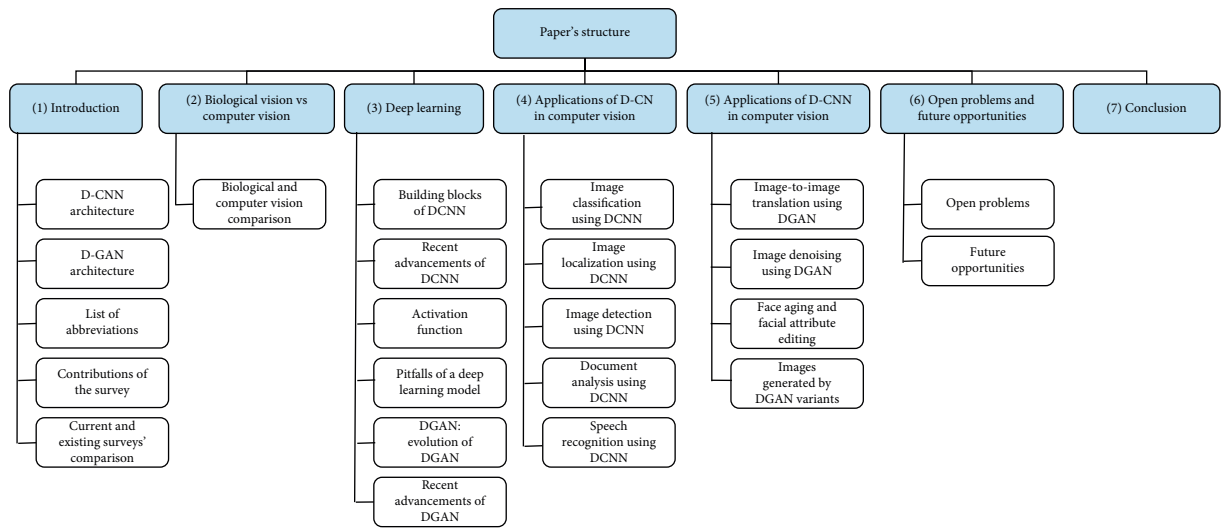 Paper's structure
(1) Introduction
(2) Biological vision vs
computer vision
(3) Deep learning
(4) Applications of D-CN
in computer vision
(5) Applications of D-CNN
in computer vision
(6) Open problems and
future opportunities
(7) Conclusion
D-CNN
architecture
D-GAN
architecture
List of
abbreviations
Contributions of
the survey
Current and
existing surveys'
comparison
Biological and
computer vision
comparison
Building blocks
of DCNN
Recent
advancements of
DCNN
Activation
function
Pitfalls of a deep
learning model
DGAN:
evolution of
DGAN
Recent
advancements of
DGAN
Image
classification
using DCNN
Image
localization using
DCNN
Image detection
using DCNN
Document
analysis using
DCNN
Speech
recognition using
DCNN
Image-to-image
translation using
DGAN
Image denoising
using DGAN
Face aging and
facial attribute
editing
Images
generated by
DGAN variants
Open problems
Future
opportunities